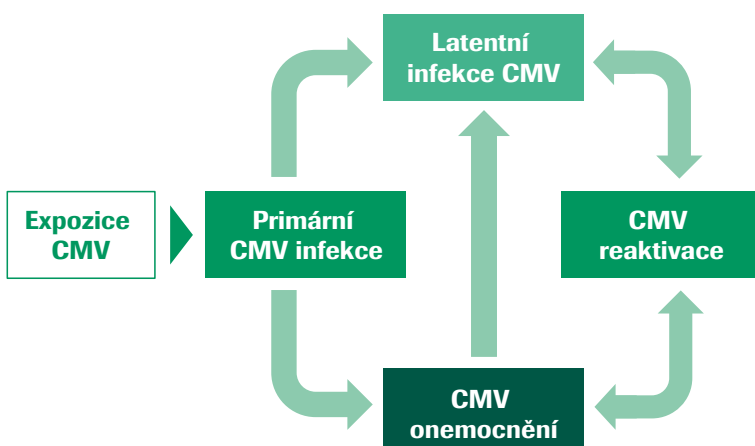 Latentní
infekce CMV
Expozice
CMV
Primární
CMV infekce
CMV
reaktivace
CMV
onemocnění